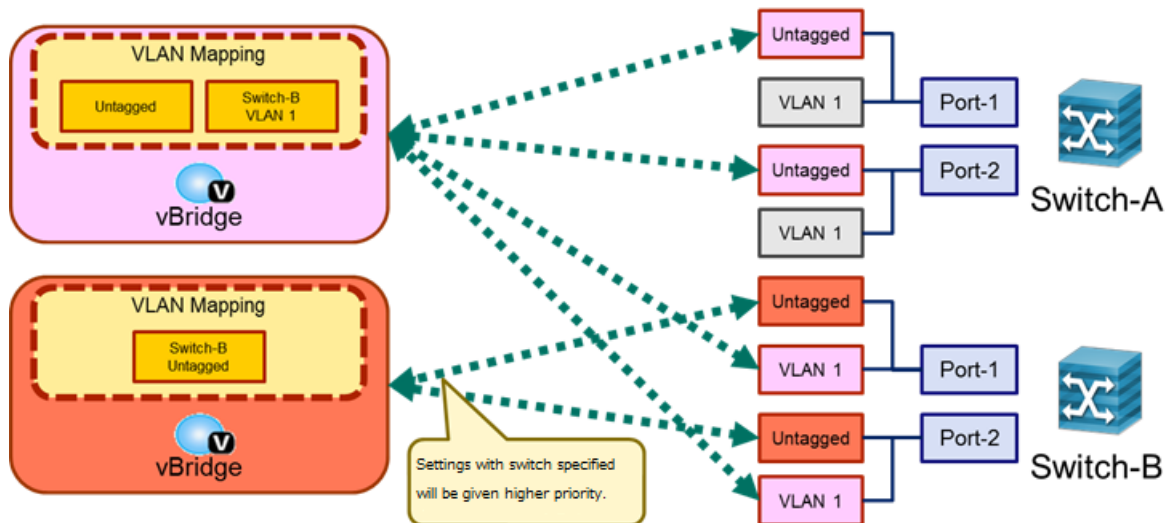 VLAN Mapping
Untagged
Switch-B
VLAN 1
V
vBridge
VLAN Mapping
Switch-B
Untagged
V
vBridge
Settings with switch specified
will be given higher priority.
Untagged
VLAN 1
Port-1
Untagged
VLAN 1
Port-2
Switch-A
Untagged
VLAN 1
Port-1
Untagged
VLAN 1
Port-2
Switch-B